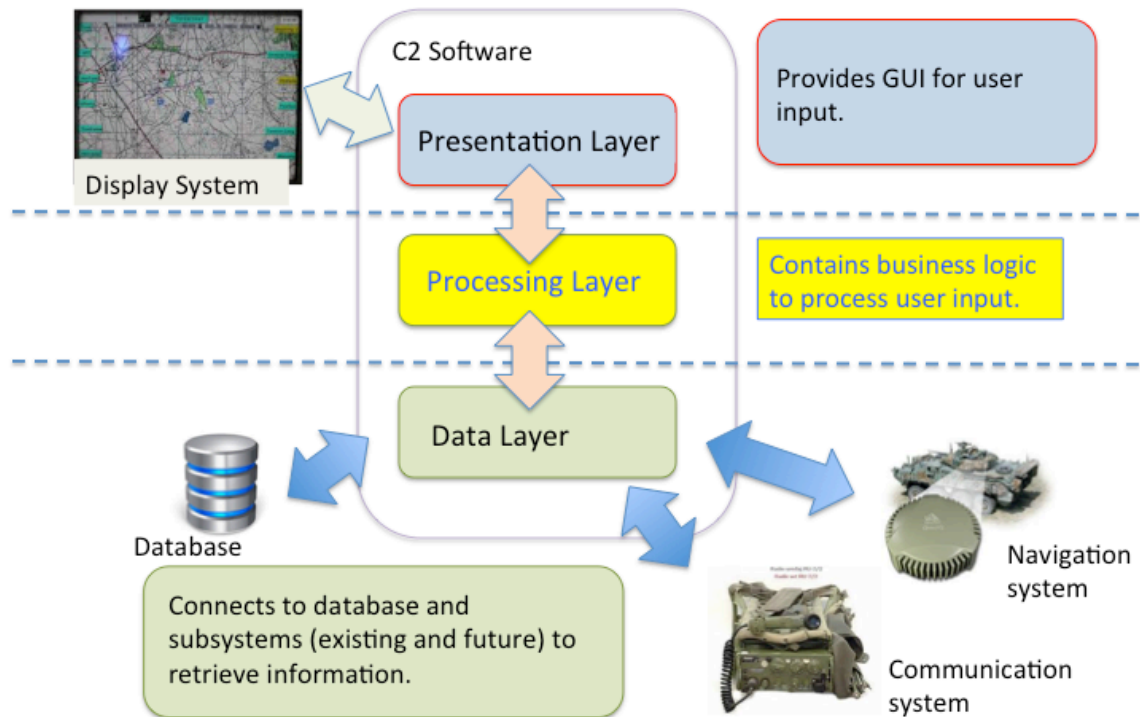 C2 Software
Provides GUI for user
input.
Presentation Layer
Display System
Processing Layer
Contains business logic
to process user input.
Data Layer
Database
Navigation
system
Connects to database and
subsystems (existing and future) to
retrieve information.
Communication
system